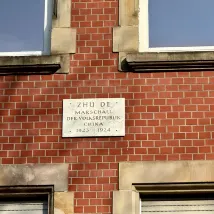 ZHU DE
MARSCHALL
DER VOLKSREPUBLIK
CHINA
1923 - 1924